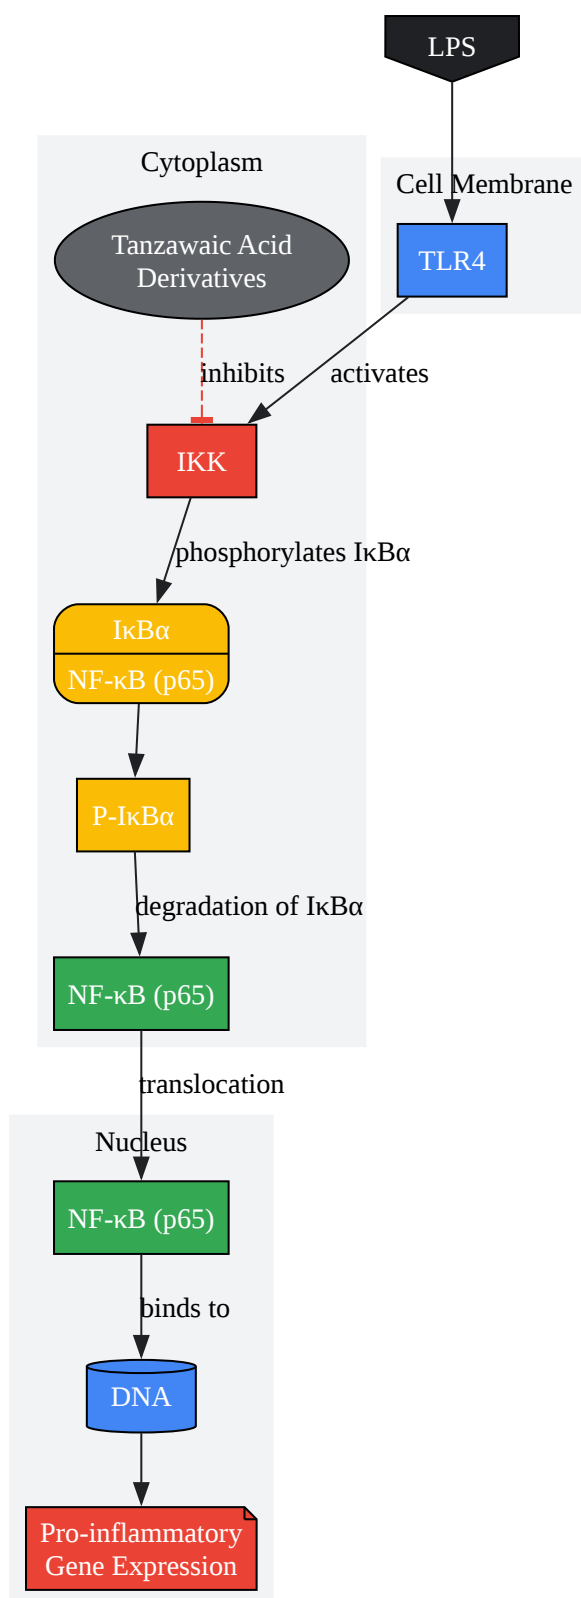 LPS
Cytoplasm
Cell Membrane
Tanzawaic Acid
Derivatives
TLR4
inhibits
activates
IKK
phosphorylates IκBα
IκBα
NF-κB (p65)
P-IκBα
degradation of IκBα
NF-κB (p65)
translocation
Nucleus
NF-κB (p65)
binds to
DNA
Pro-inflammatory
Gene Expression